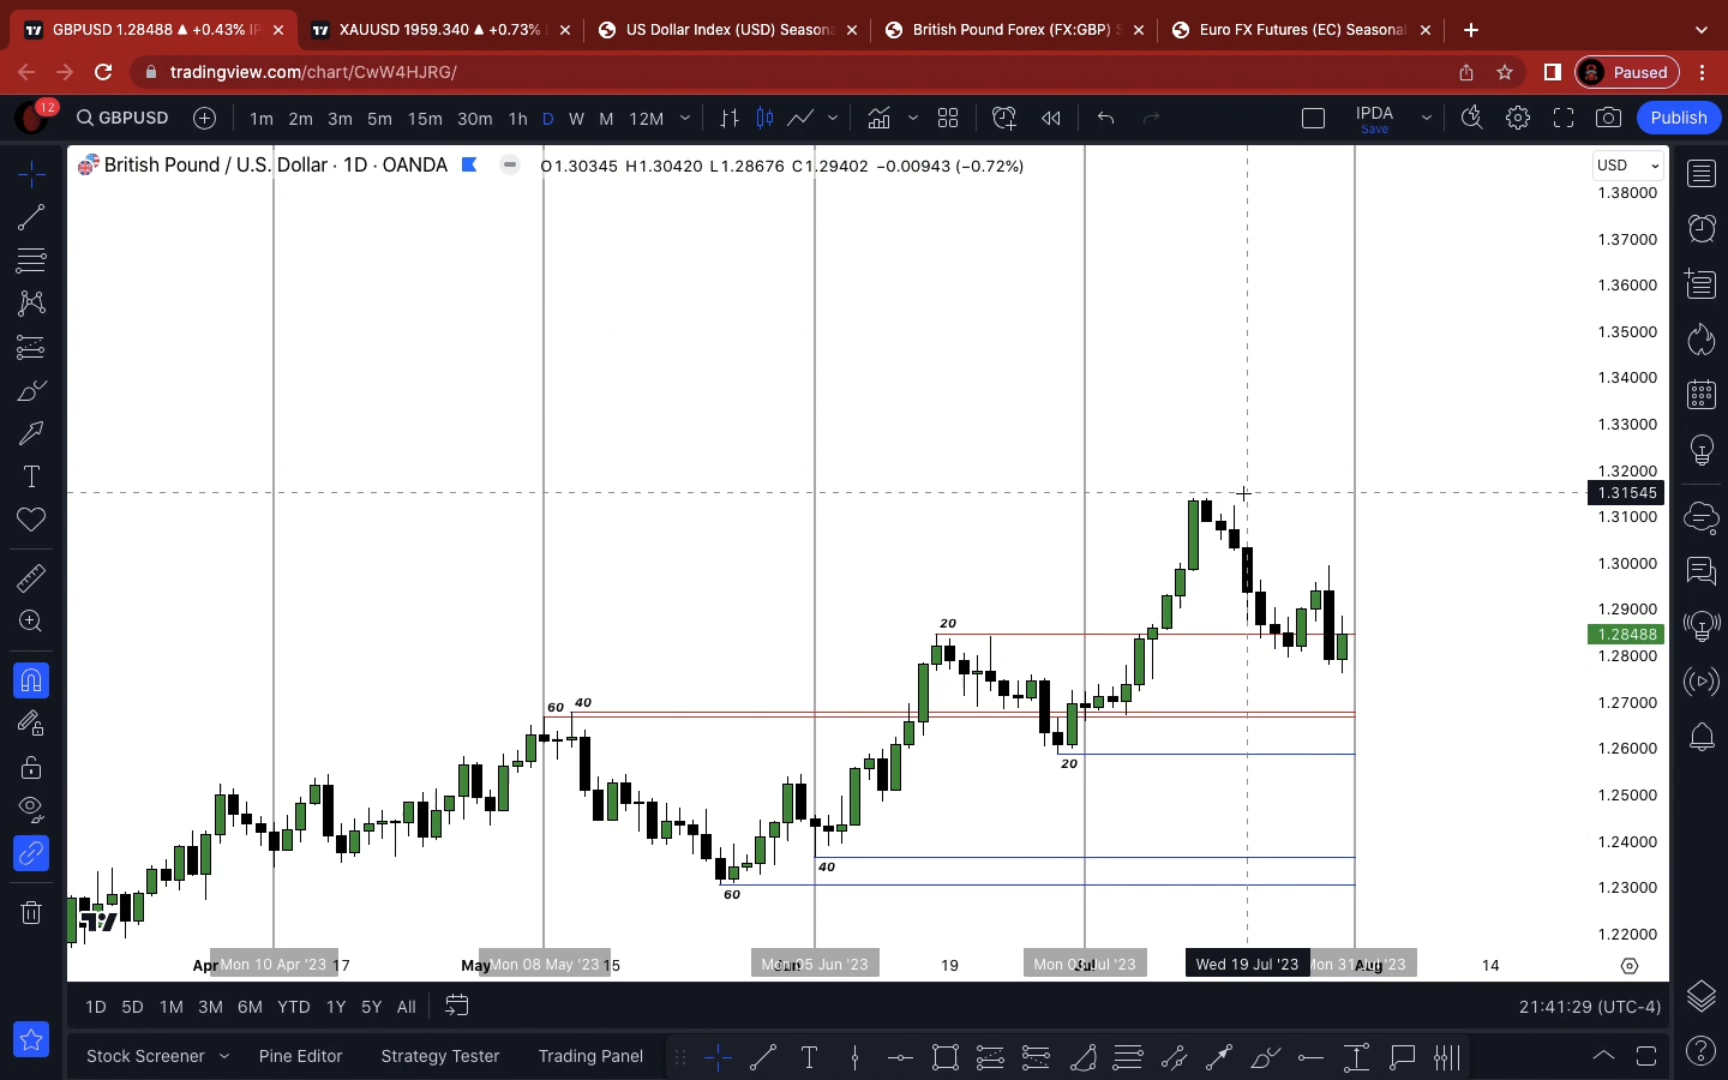 GBPUSD 1.28488 ▲ +0.43% IP
XAUUSD 1959.340 ▲ +0.73%
US Dollar Index (USD) Seasona
British Pound Forex (FX:GBP) S
Euro FX Futures (EC) Seasonal
tradingview.com/chart/CwW4HJRG/
Paused
12
GBPUSD
1m 2m 3m 5m 15m 30m 1h D W M 12M
IPDA
Save
Publish
British Pound / U.S. Dollar · 1D · OANDA
O1.30345 H1.30420 L1.28676 C1.29402 −0.00943 (−0.72%)
USD
1.38000
1.37000
1.36000
1.35000
1.34000
1.33000
1.32000
1.31545
1.31000
1.30000
1.29000
20
1.28488
1.28000
60 40
1.27000
1.26000
20
1.25000
1.24000
40
1.23000
60
1.22000
Apr Mon 10 Apr '23 17 May Mon 08 May '23 15 Mon 05 Jun '23 19 Mon 03 Jul '23 Wed 19 Jul '23 Mon 31 Jul '23 14
1D 5D 1M 3M 6M YTD 1Y 5Y All
21:41:29 (UTC-4)
Stock Screener Pine Editor Strategy Tester Trading Panel